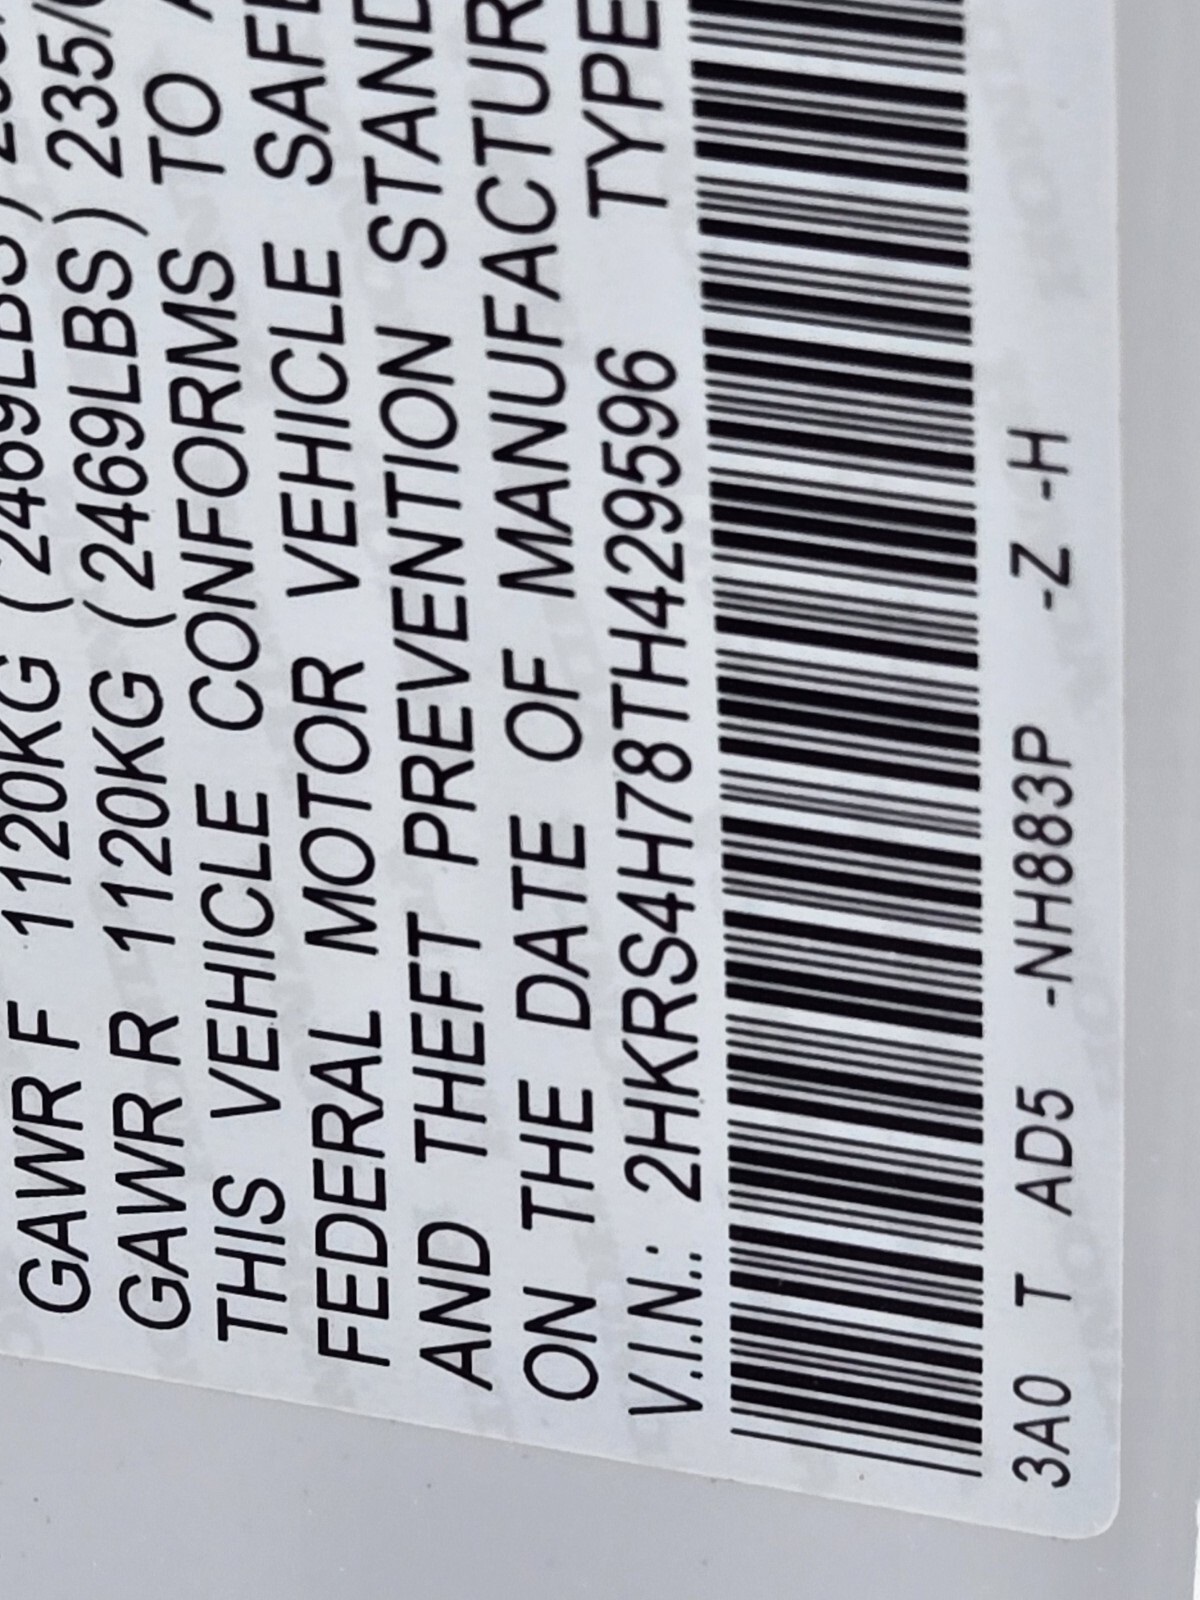 GAWR F 1120KG (2469LBS)
GAWR R 1120KG (2469LBS) 235/
THIS VEHICLE CONFORMS TO
FEDERAL MOTOR VEHICLE SAFE
AND THEFT PREVENTION STAND
ON THE DATE OF MANUFACTUR
V.I.N.: 2HKRS4H78TH429596 TYPE
3A0 T AD5 -NH883P -Z -H